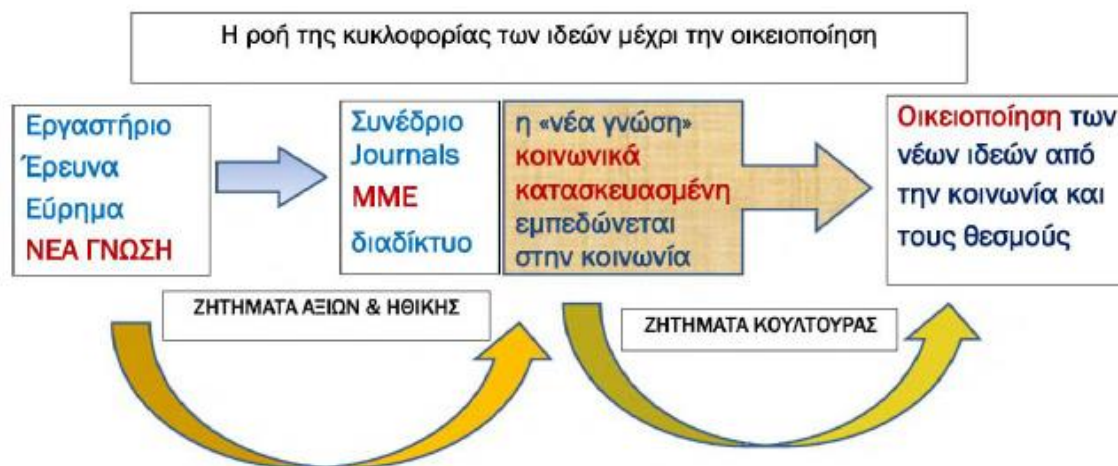 Η ροή της κυκλοφορίας των ιδεών μέχρι την οικειοποίηση
Εργαστήριο
Έρευνα
Εύρημα
ΝΕΑ ΓΝΩΣΗ
Συνέδριο
Journals
ΜΜΕ
διαδίκτυο
η «νέα γνώση»
κοινωνικά
κατασκευασμένη
εμπεδώνεται
στην κοινωνία
Οικειοποίηση των
νέων ιδεών από
την κοινωνία και
τους θεσμούς
ΖΗΤΗΜΑΤΑ ΑΞΙΩΝ & ΗΘΙΚΗΣ
ΖΗΤΗΜΑΤΑ ΚΟΥΛΤΟΥΡΑΣ